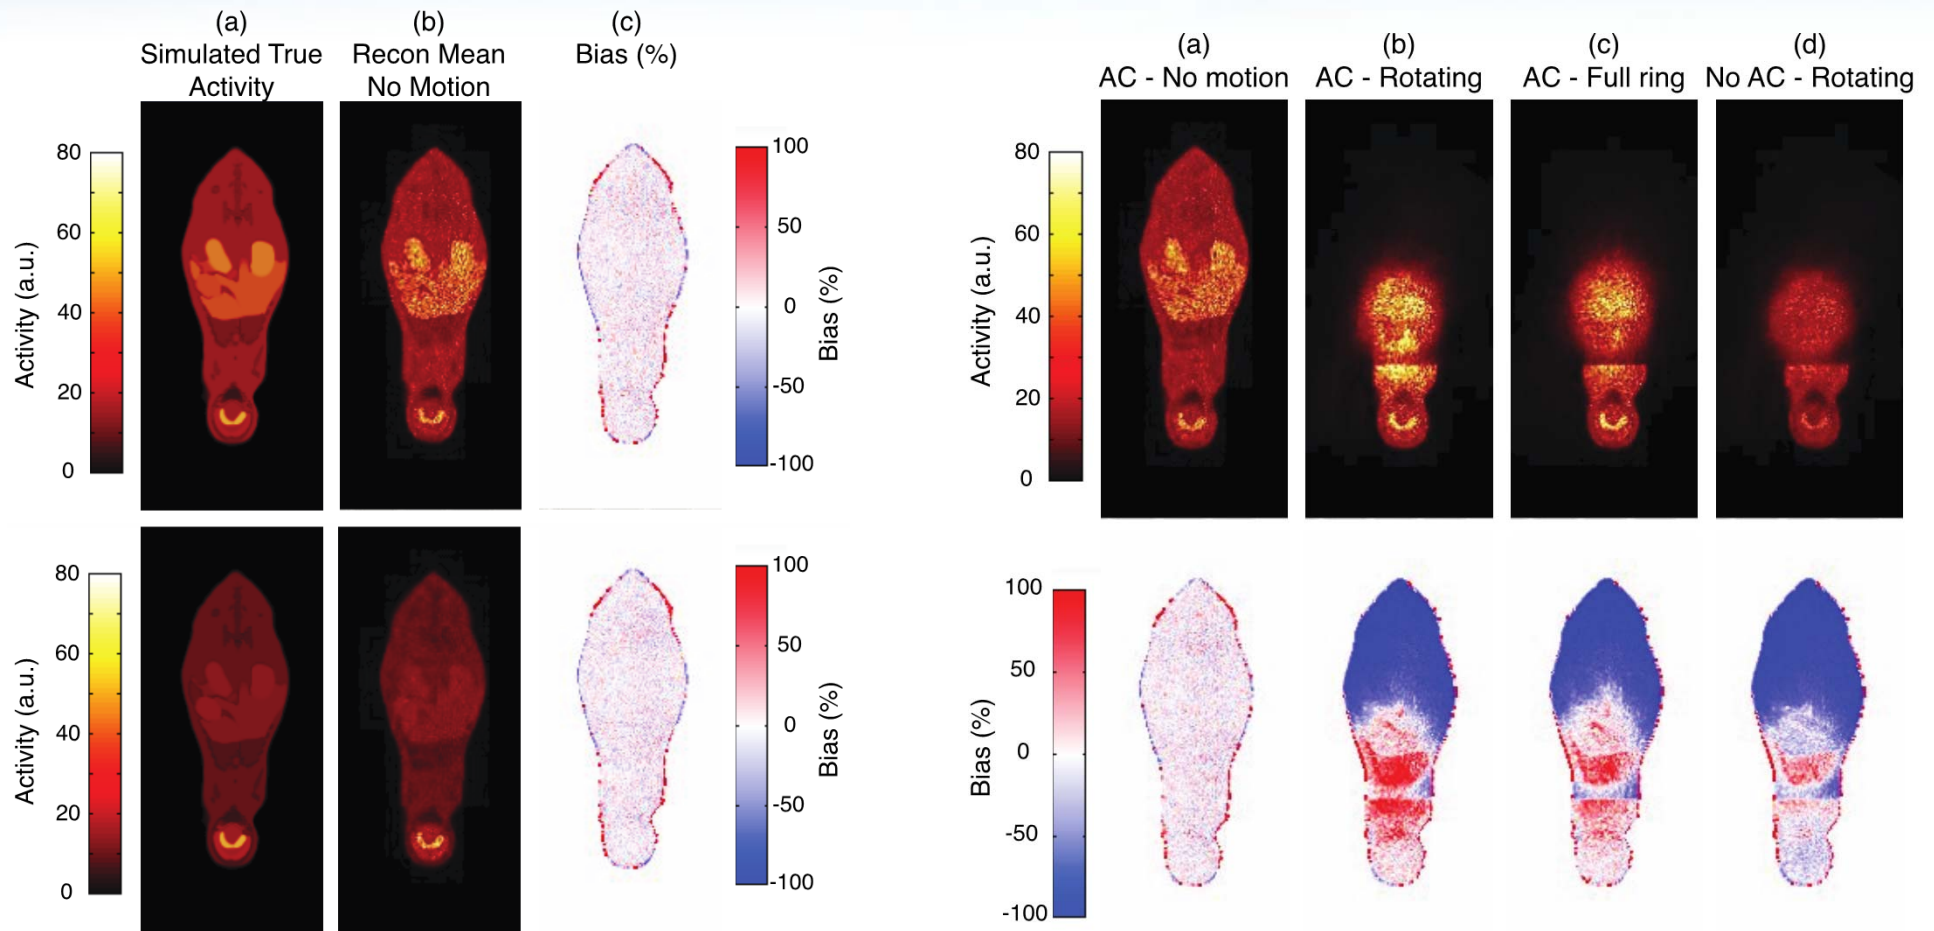 (a)
Simulated True
Activity
(b)
Recon Mean
No Motion
(c)
Bias (%)
80
60
40
20
0
Activity (a.u.)
100
50
0
-50
-100
Bias (%)
80
60
40
20
0
Activity (a.u.)
100
50
0
-50
-100
Bias (%)
(a)
AC - No motion
(b)
AC - Rotating
(c)
AC - Full ring
(d)
No AC - Rotating
80
60
40
20
0
Activity (a.u.)
100
50
0
-50
-100
Bias (%)